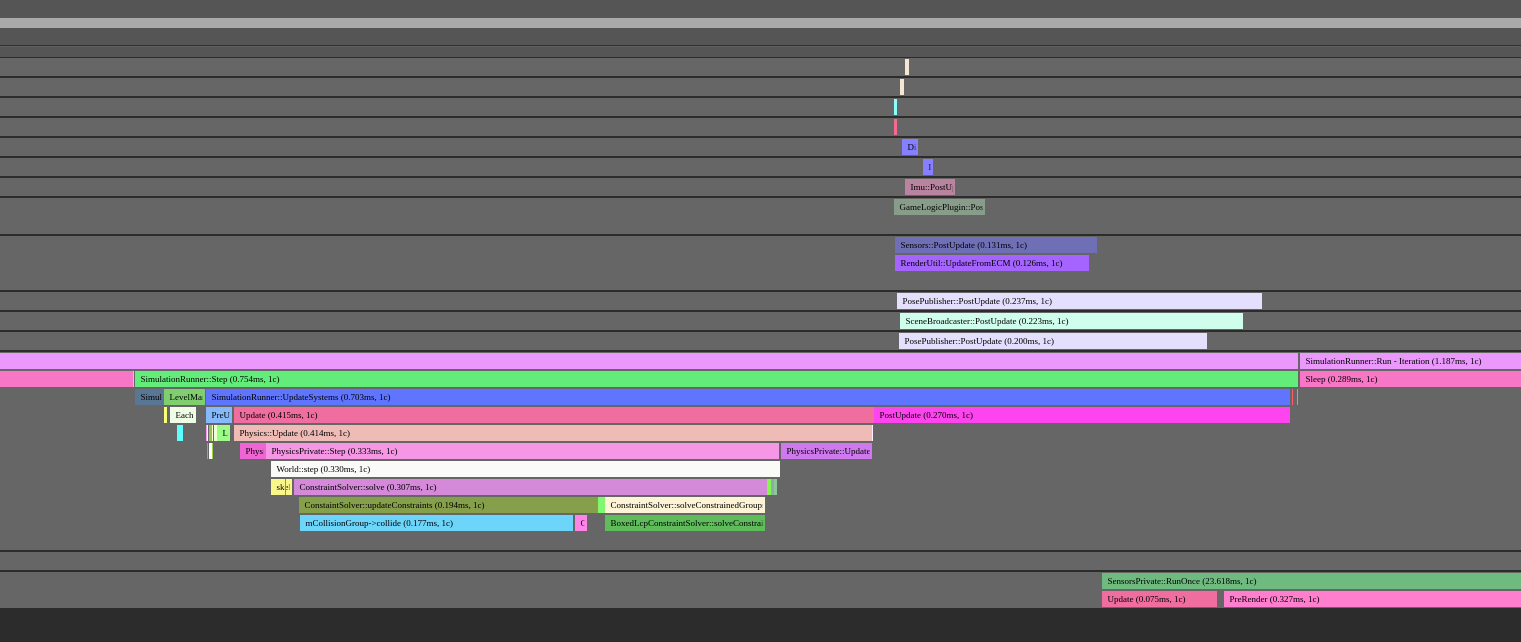 D
I
Imu::PostU
GameLogicPlugin::Pos
Sensors::PostUpdate (0.131ms, 1c)
RenderUtil::UpdateFromECM (0.126ms, 1c)
PosePublisher::PostUpdate (0.237ms, 1c)
SceneBroadcaster::PostUpdate (0.223ms, 1c)
PosePublisher::PostUpdate (0.200ms, 1c)
SimulationRunner::Run - Iteration (1.187ms, 1c)
SimulationRunner::Step (0.754ms, 1c) Sleep (0.289ms, 1c)
Simul LevelMa SimulationRunner::UpdateSystems (0.703ms, 1c)
Each PreU Update (0.415ms, 1c) PostUpdate (0.270ms, 1c)
L Physics::Update (0.414ms, 1c)
Phys PhysicsPrivate::Step (0.333ms, 1c) PhysicsPrivate::Update
World::step (0.330ms, 1c)
ske ConstraintSolver::solve (0.307ms, 1c)
ConstaintSolver::updateConstraints (0.194ms, 1c) ConstraintSolver::solveConstrainedGroup
mCollisionGroup->collide (0.177ms, 1c) BoxedLcpConstraintSolver::solveConstrai
SensorsPrivate::RunOnce (23.618ms, 1c)
Update (0.075ms, 1c) PreRender (0.327ms, 1c)